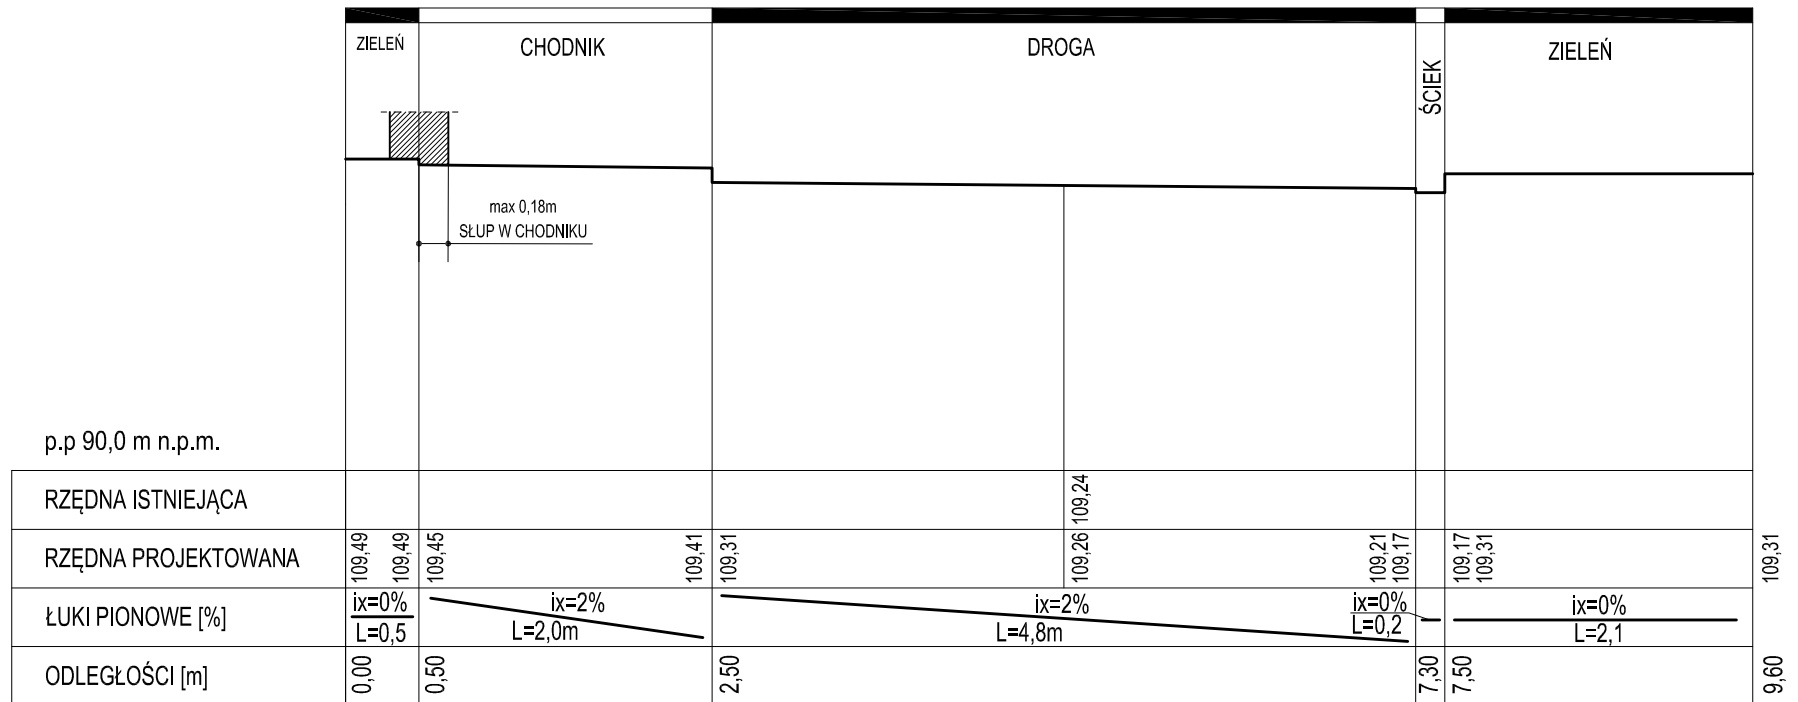 ZIELEŃ
CHODNIK
DROGA
ŚCIEK
ZIELEŃ
max 0,18m
SŁUP W CHODNIKU
p.p 90,0 m n.p.m.
RZĘDNA ISTNIEJĄCA
109,24
RZĘDNA PROJEKTOWANA
109,49
109,49
109,45
109,41
109,31
109,26
109,21
109,17
109,17
109,31
109,31
ŁUKI PIONOWE [%]
ix=0%
L=0,5
ix=2%
L=2,0m
ix=2%
L=4,8m
ix=0%
L=0,2
ix=0%
L=2,1
ODLEGŁOŚCI [m]
0,00
0,50
2,50
7,30
7,50
9,60